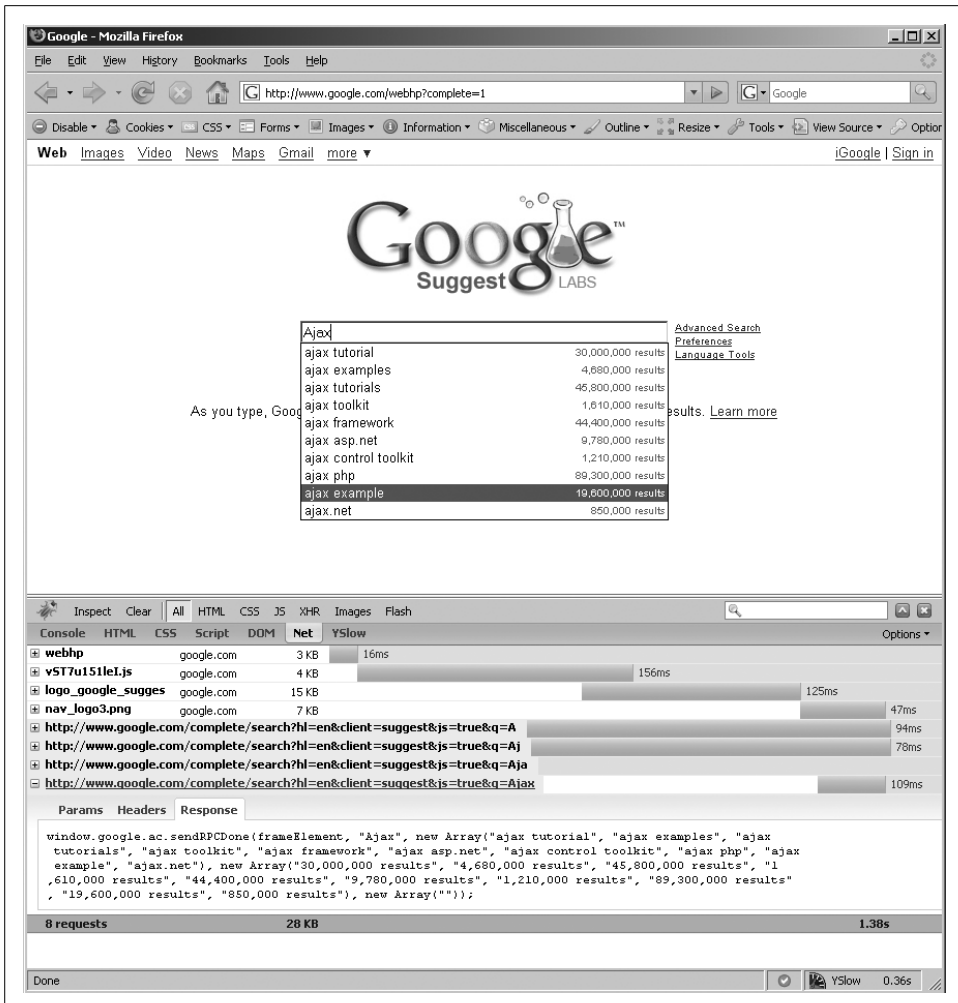 Google - Mozilla Firefox
File Edit View History Bookmarks Tools Help
G http://www.google.com/webhp?complete=1 G Google
Disable Cookies CSS Forms Images Information Miscellaneous Outline Resize Tools View Source Option
Web Images Video News Maps Gmail more ▼ iGoogle | Sign in
Google™
Suggest LABS
Ajax
Advanced Search
Preferences
Language Tools
ajax tutorial 30,000,000 results
ajax examples 4,680,000 results
ajax tutorials 45,800,000 results
ajax toolkit 1,610,000 results
As you type, Goog esults. Learn more
ajax framework 44,400,000 results
ajax asp.net 9,780,000 results
ajax control toolkit 1,210,000 results
ajax php 89,300,000 results
ajax example 19,600,000 results
ajax.net 850,000 results
Inspect Clear All HTML CSS JS XHR Images Flash
Console HTML CSS Script DOM Net YSlow Options
webhp google.com 3 KB 16ms
vST7u151leI.js google.com 4 KB 156ms
logo_google_sugges google.com 15 KB 125ms
nav_logo3.png google.com 7 KB 47ms
http://www.google.com/complete/search?hl=en&client=suggest&js=true&q=A 94ms
http://www.google.com/complete/search?hl=en&client=suggest&js=true&q=Aj 78ms
http://www.google.com/complete/search?hl=en&client=suggest&js=true&q=Aja
http://www.google.com/complete/search?hl=en&client=suggest&js=true&q=Ajax 109ms
Params Headers Response
window.google.ac.sendRPCDone(frameElement, "Ajax", new Array("ajax tutorial", "ajax examples", "ajax
tutorials", "ajax toolkit", "ajax framework", "ajax asp.net", "ajax control toolkit", "ajax php", "ajax
example", "ajax.net"), new Array("30,000,000 results", "4,680,000 results", "45,800,000 results", "1
,610,000 results", "44,400,000 results", "9,780,000 results", "1,210,000 results", "89,300,000 results"
, "19,600,000 results", "850,000 results"), new Array(""));
8 requests 28 KB 1.38s
Done YSlow 0.36s